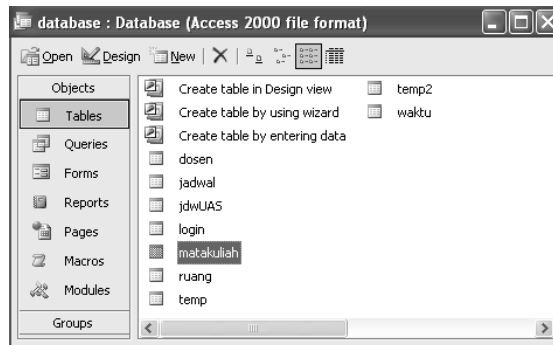 database : Database (Access 2000 file format)
Open Design New
Objects
Tables
Queries
Forms
Reports
Pages
Macros
Modules
Groups
Create table in Design view
Create table by using wizard
Create table by entering data
dosen
jadwal
jdwUAS
login
matakuliah
ruang
temp
temp2
waktu